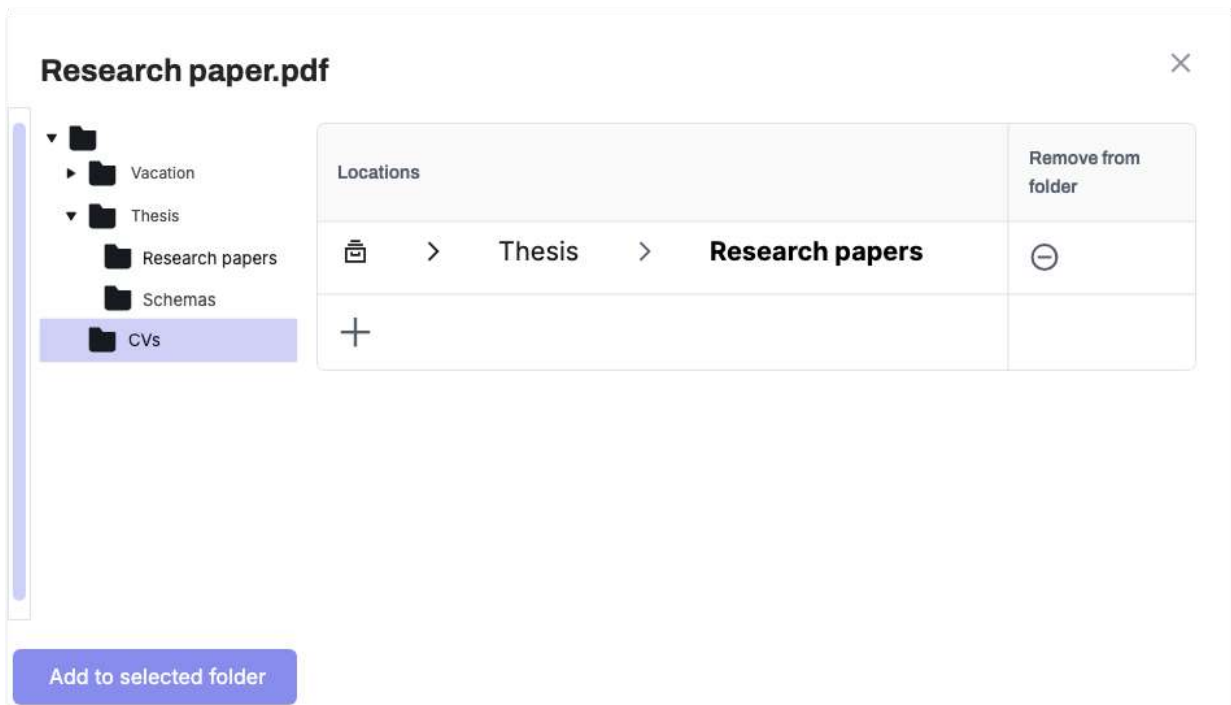 Research paper.pdf
Vacation
Thesis
Research papers
Schemas
CVs
Locations
Remove from
folder
Thesis Research papers
Add to selected folder